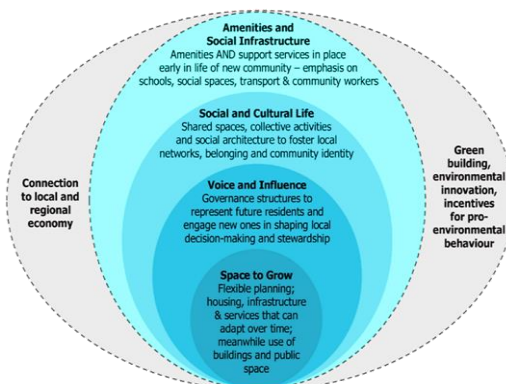 Amenities and
Social Infrastructure
Amenities AND support services in place
early in life of new community – emphasis on
schools, social spaces, transport & community workers
Social and Cultural Life
Shared spaces, collective activities
and social architecture to foster local
networks, belonging and community identity
Connection
to local and
regional
economy
Voice and Influence
Governance structures to
represent future residents and
engage new ones in shaping local
decision-making and stewardship
Green
building,
environmental
innovation,
incentives
for pro-
environmental
behaviour
Space to Grow
Flexible planning;
housing, infrastructure
& services that can
adapt over time;
meanwhile use of
buildings and public
space